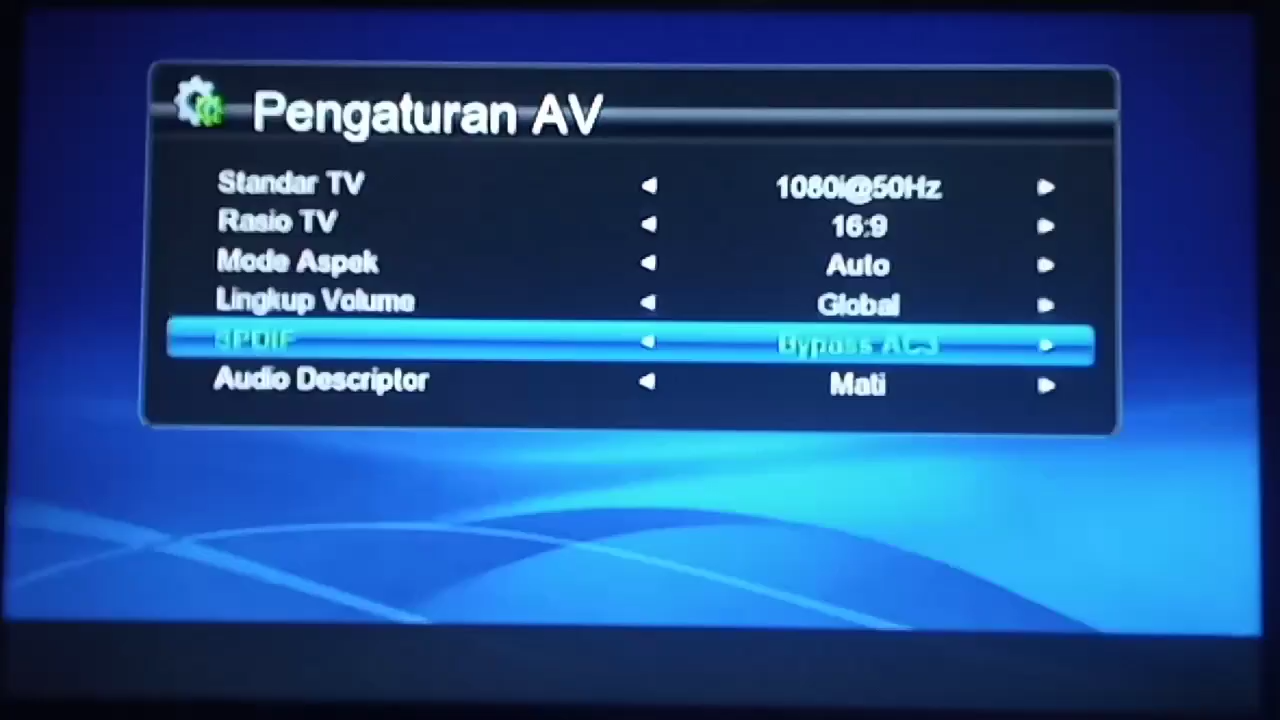 Pengaturan AV
Standar TV 1080i@50Hz
Rasio TV 16:9
Mode Aspek Auto
Lingkup Volume Global
SPDIF Bypass AC3
Audio Descriptor Mati